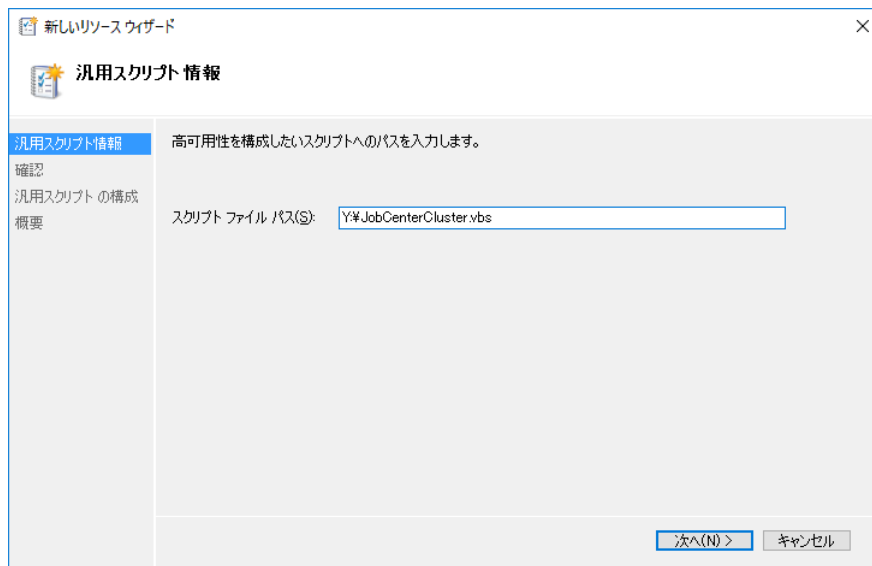 新しいリソース ウィザード
汎用スクリプト情報
汎用スクリプト情報
確認
汎用スクリプト の構成
概要
高可用性を構成したいスクリプトへのパスを入力します。
スクリプト ファイル パス(S): Y:¥JobCenterCluster.vbs
次へ(N) > キャンセル